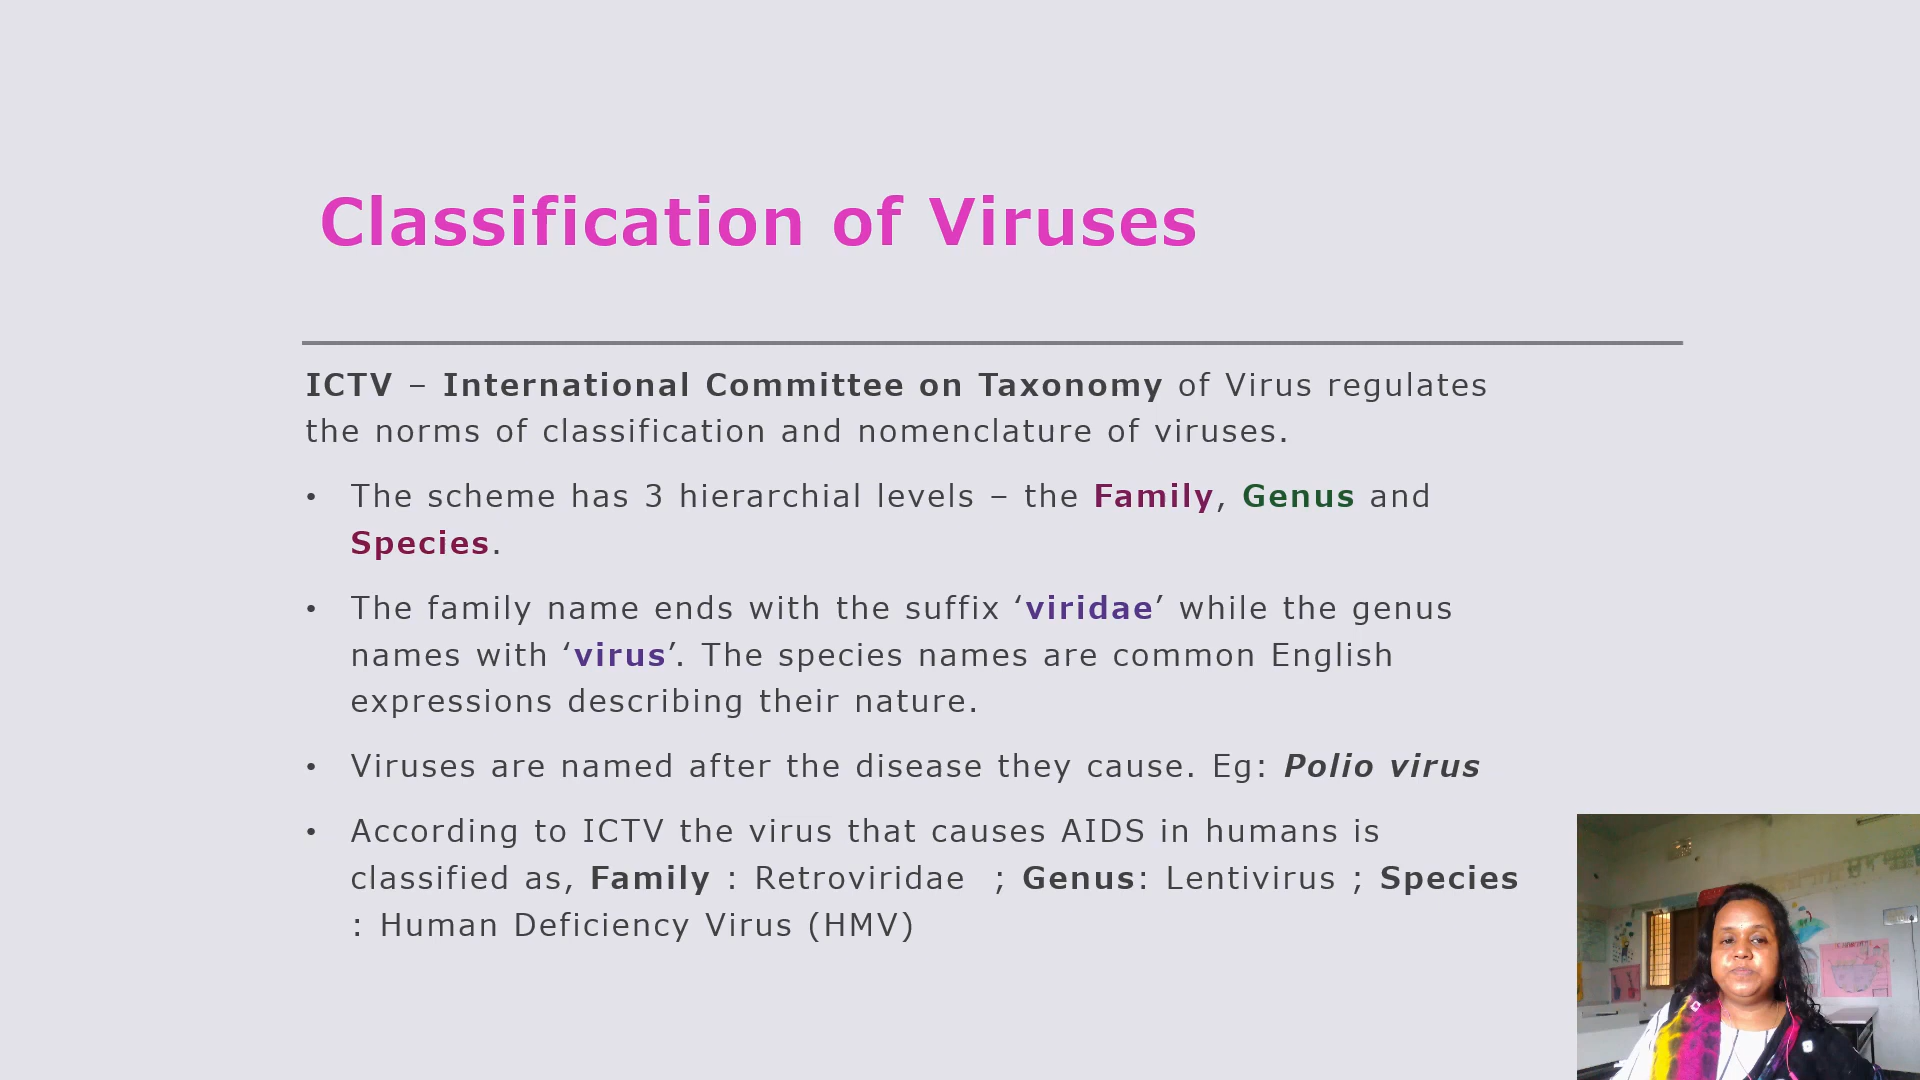 Classification of Viruses
ICTV – International Committee on Taxonomy of Virus regulates
the norms of classification and nomenclature of viruses.
• The scheme has 3 hierarchial levels – the Family, Genus and
Species.
• The family name ends with the suffix ‘viridae’ while the genus
names with ‘virus’. The species names are common English
expressions describing their nature.
• Viruses are named after the disease they cause. Eg: Polio virus
• According to ICTV the virus that causes AIDS in humans is
classified as, Family : Retroviridae ; Genus: Lentivirus ; Species
: Human Deficiency Virus (HMV)